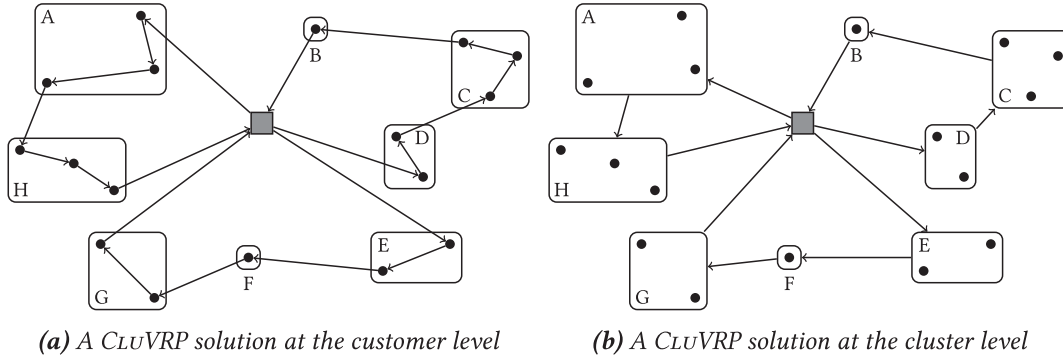 A
B
C
D
H
E
G
F
(a) A CLUVRP solution at the customer level
A
B
C
D
H
E
G
F
(b) A CLUVRP solution at the cluster level